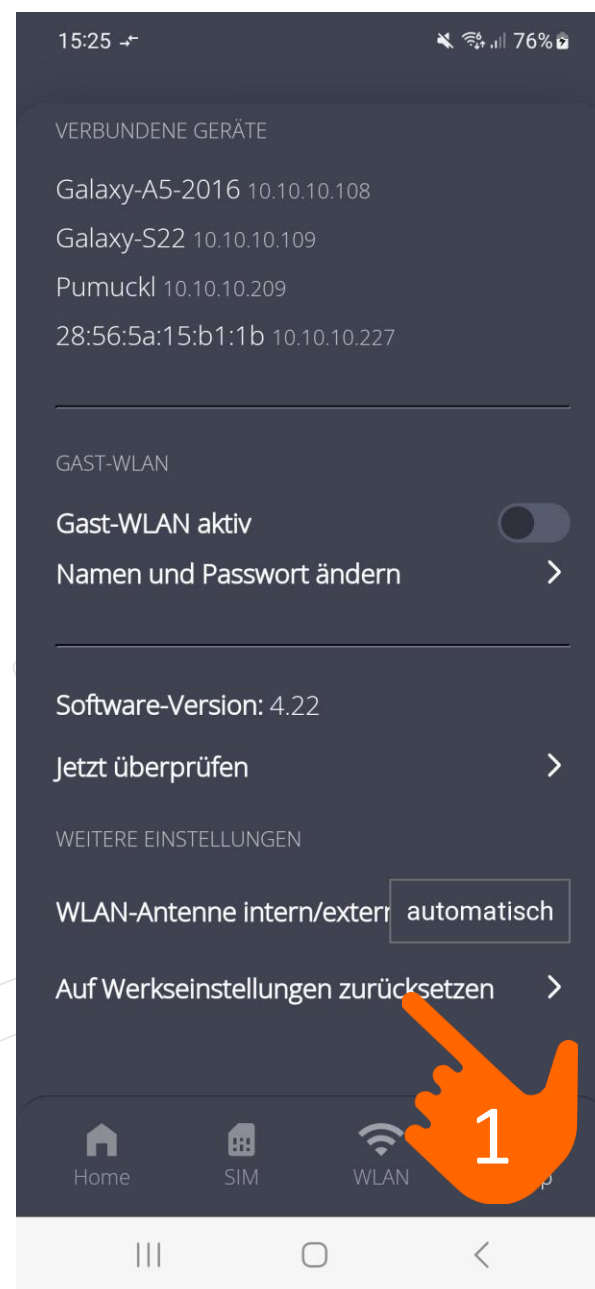 15:25
76%
VERBUNDENE GERÄTE
Galaxy-A5-2016 10.10.10.108
Galaxy-S22 10.10.10.109
Pumuckl 10.10.10.209
28:56:5a:15:b1:1b 10.10.10.227
GAST-WLAN
Gast-WLAN aktiv
Namen und Passwort ändern
Software-Version: 4.22
Jetzt überprüfen
WEITERE EINSTELLUNGEN
WLAN-Antenne intern/extern automatisch
Auf Werkseinstellungen zurücksetzen
1
Home SIM WLAN